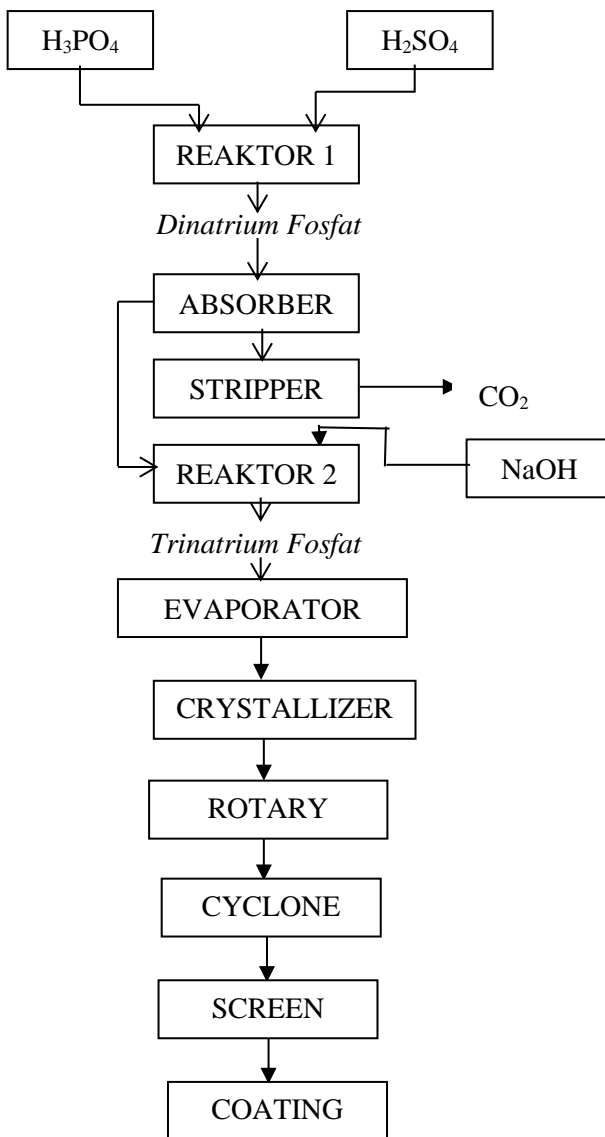 H₃PO₄
H₂SO₄
REAKTOR 1
Dinatrium Fosfat
ABSORBER
STRIPPER
CO₂
REAKTOR 2
NaOH
Trinatrium Fosfat
EVAPORATOR
CRYSTALLIZER
ROTARY
CYCLONE
SCREEN
COATING